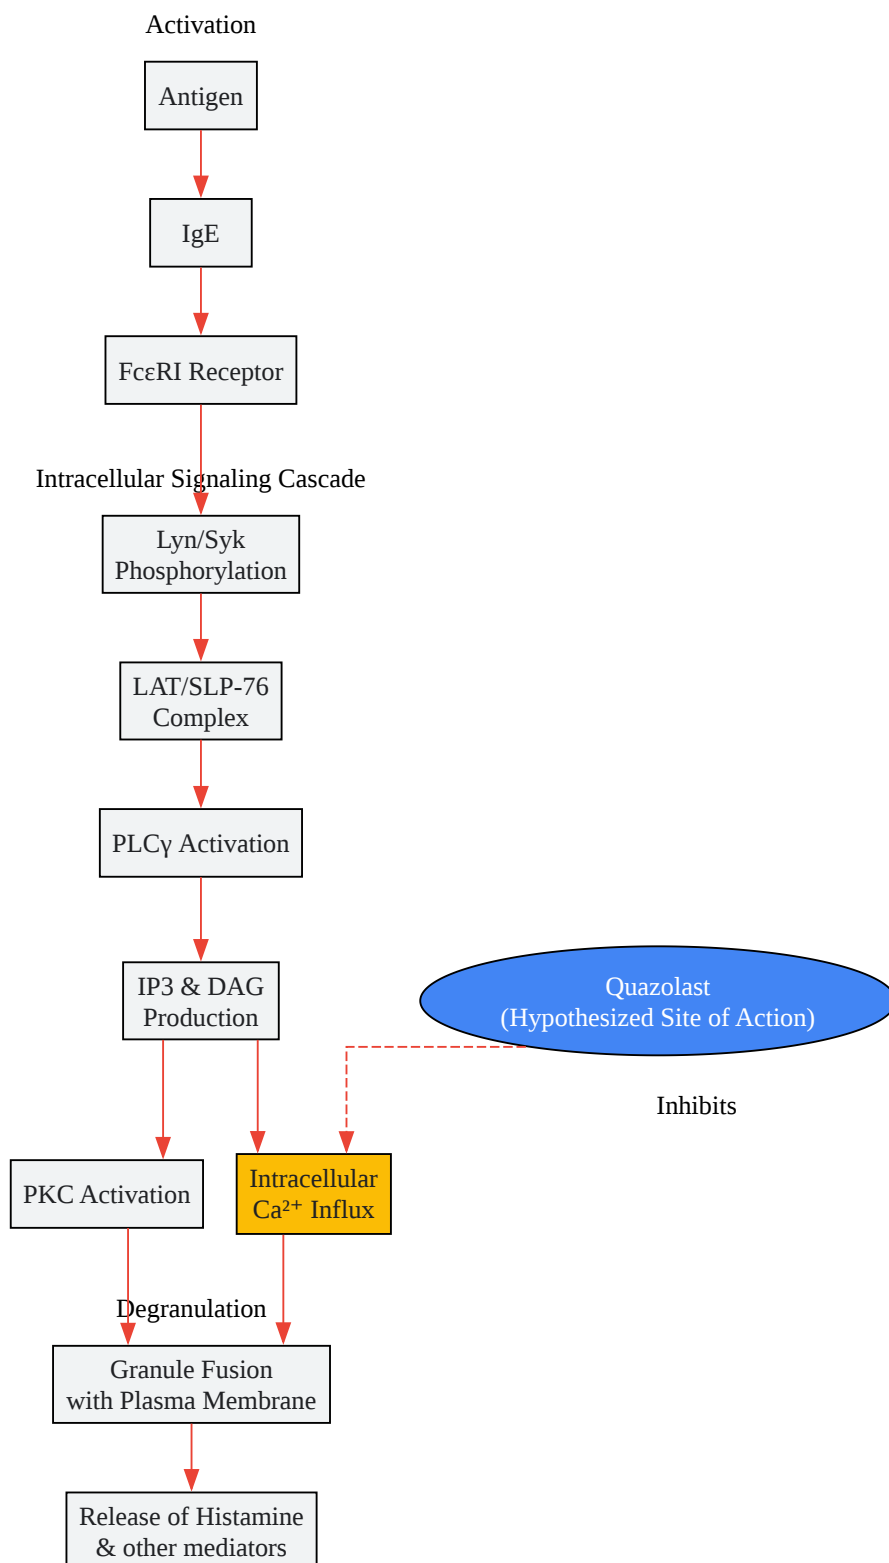 Activation
Antigen
IgE
FcεRI Receptor
Intracellular Signaling Cascade
Lyn/Syk
Phosphorylation
LAT/SLP-76
Complex
PLCγ Activation
IP3 & DAG
Production
Quazolast
(Hypothesized Site of Action)
Inhibits
PKC Activation
Intracellular
Ca²⁺ Influx
Degranulation
Granule Fusion
with Plasma Membrane
Release of Histamine
& other mediators